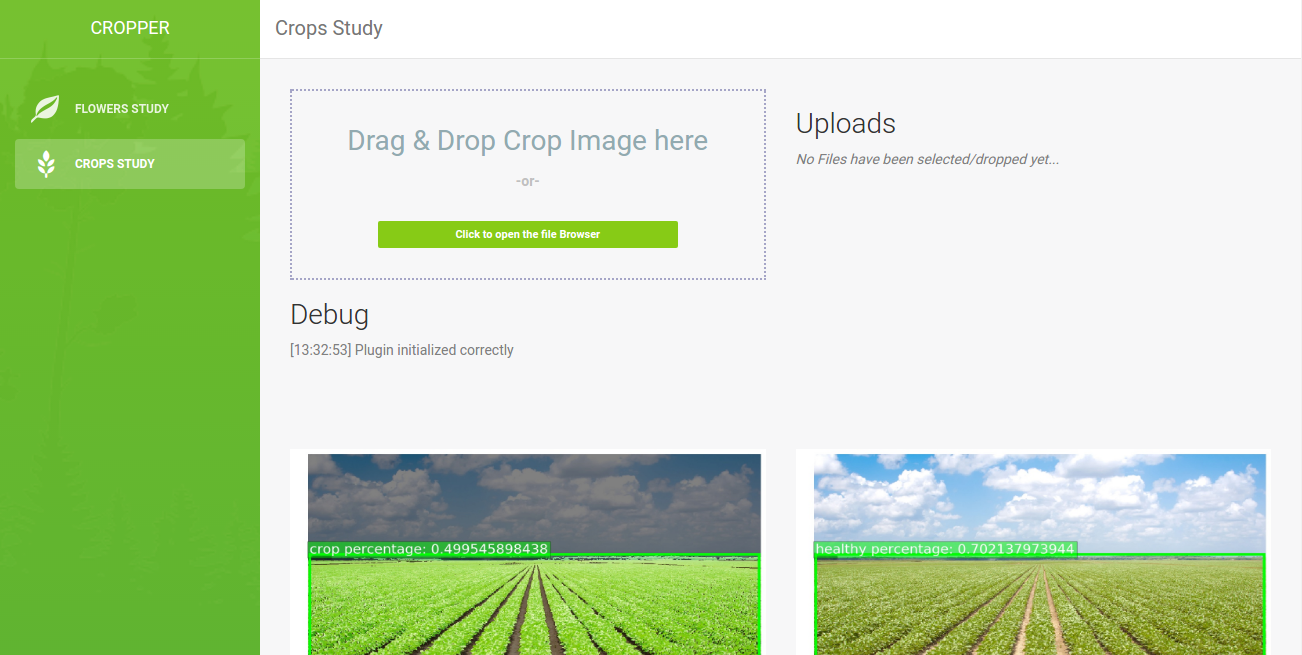 CROPPER
FLOWERS STUDY
CROPS STUDY
Crops Study
Drag & Drop Crop Image here
-or-
Click to open the file Browser
Uploads
No Files have been selected/dropped yet...
Debug
[13:32:53] Plugin initialized correctly
crop percentage: 0.499545898438
healthy percentage: 0.702137973944